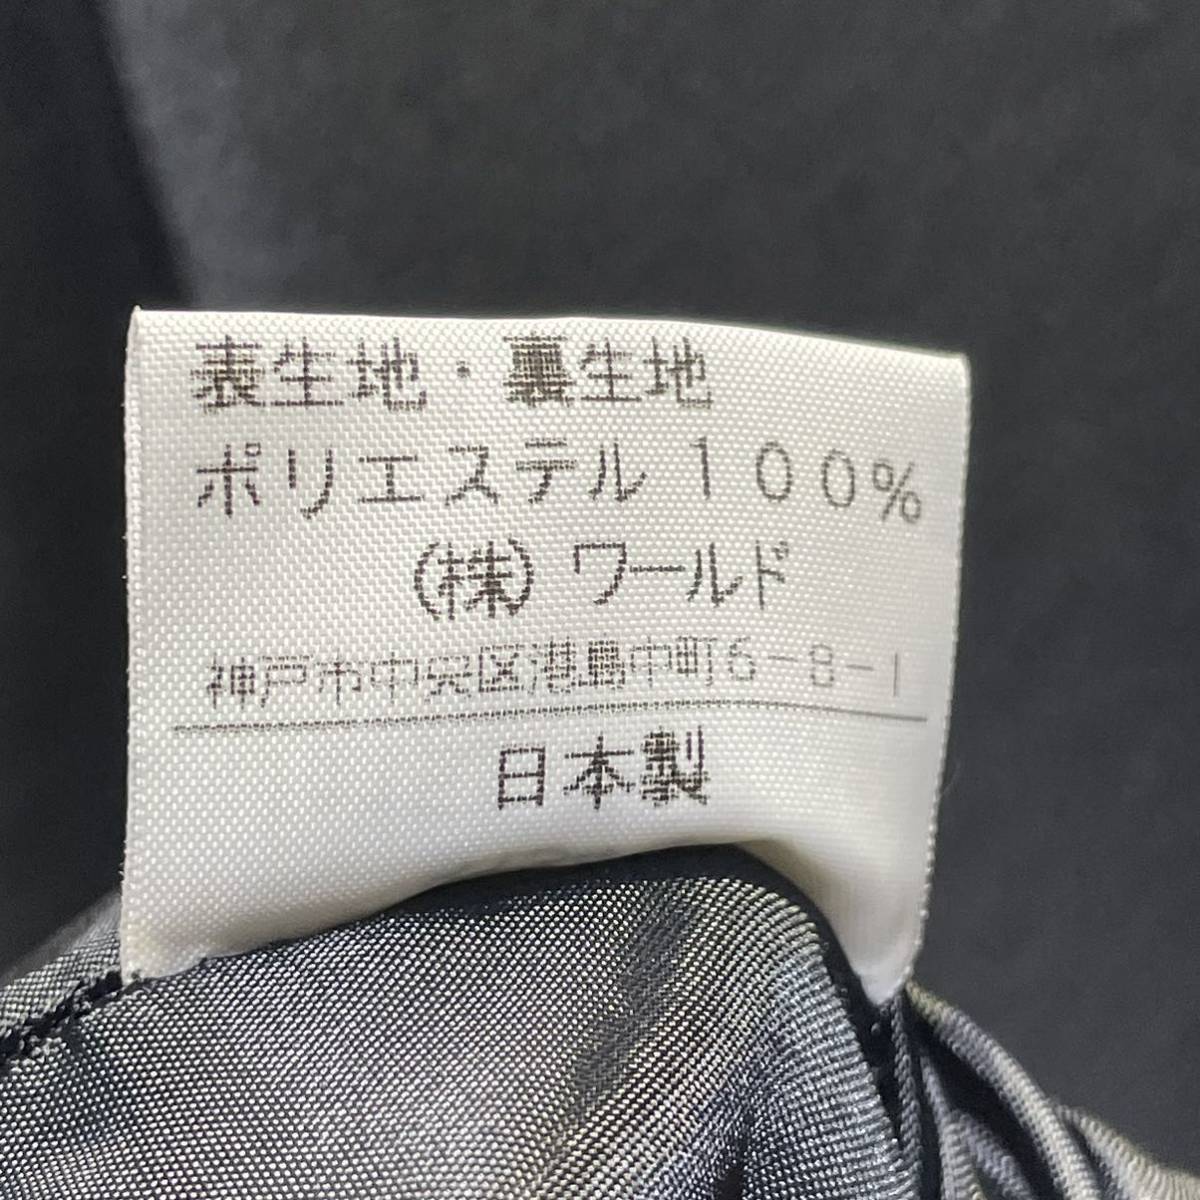 表生地・裏生地
ポリエステル100%
(株)ワールド
神戸市中央区港島中町6-8-1
日本製